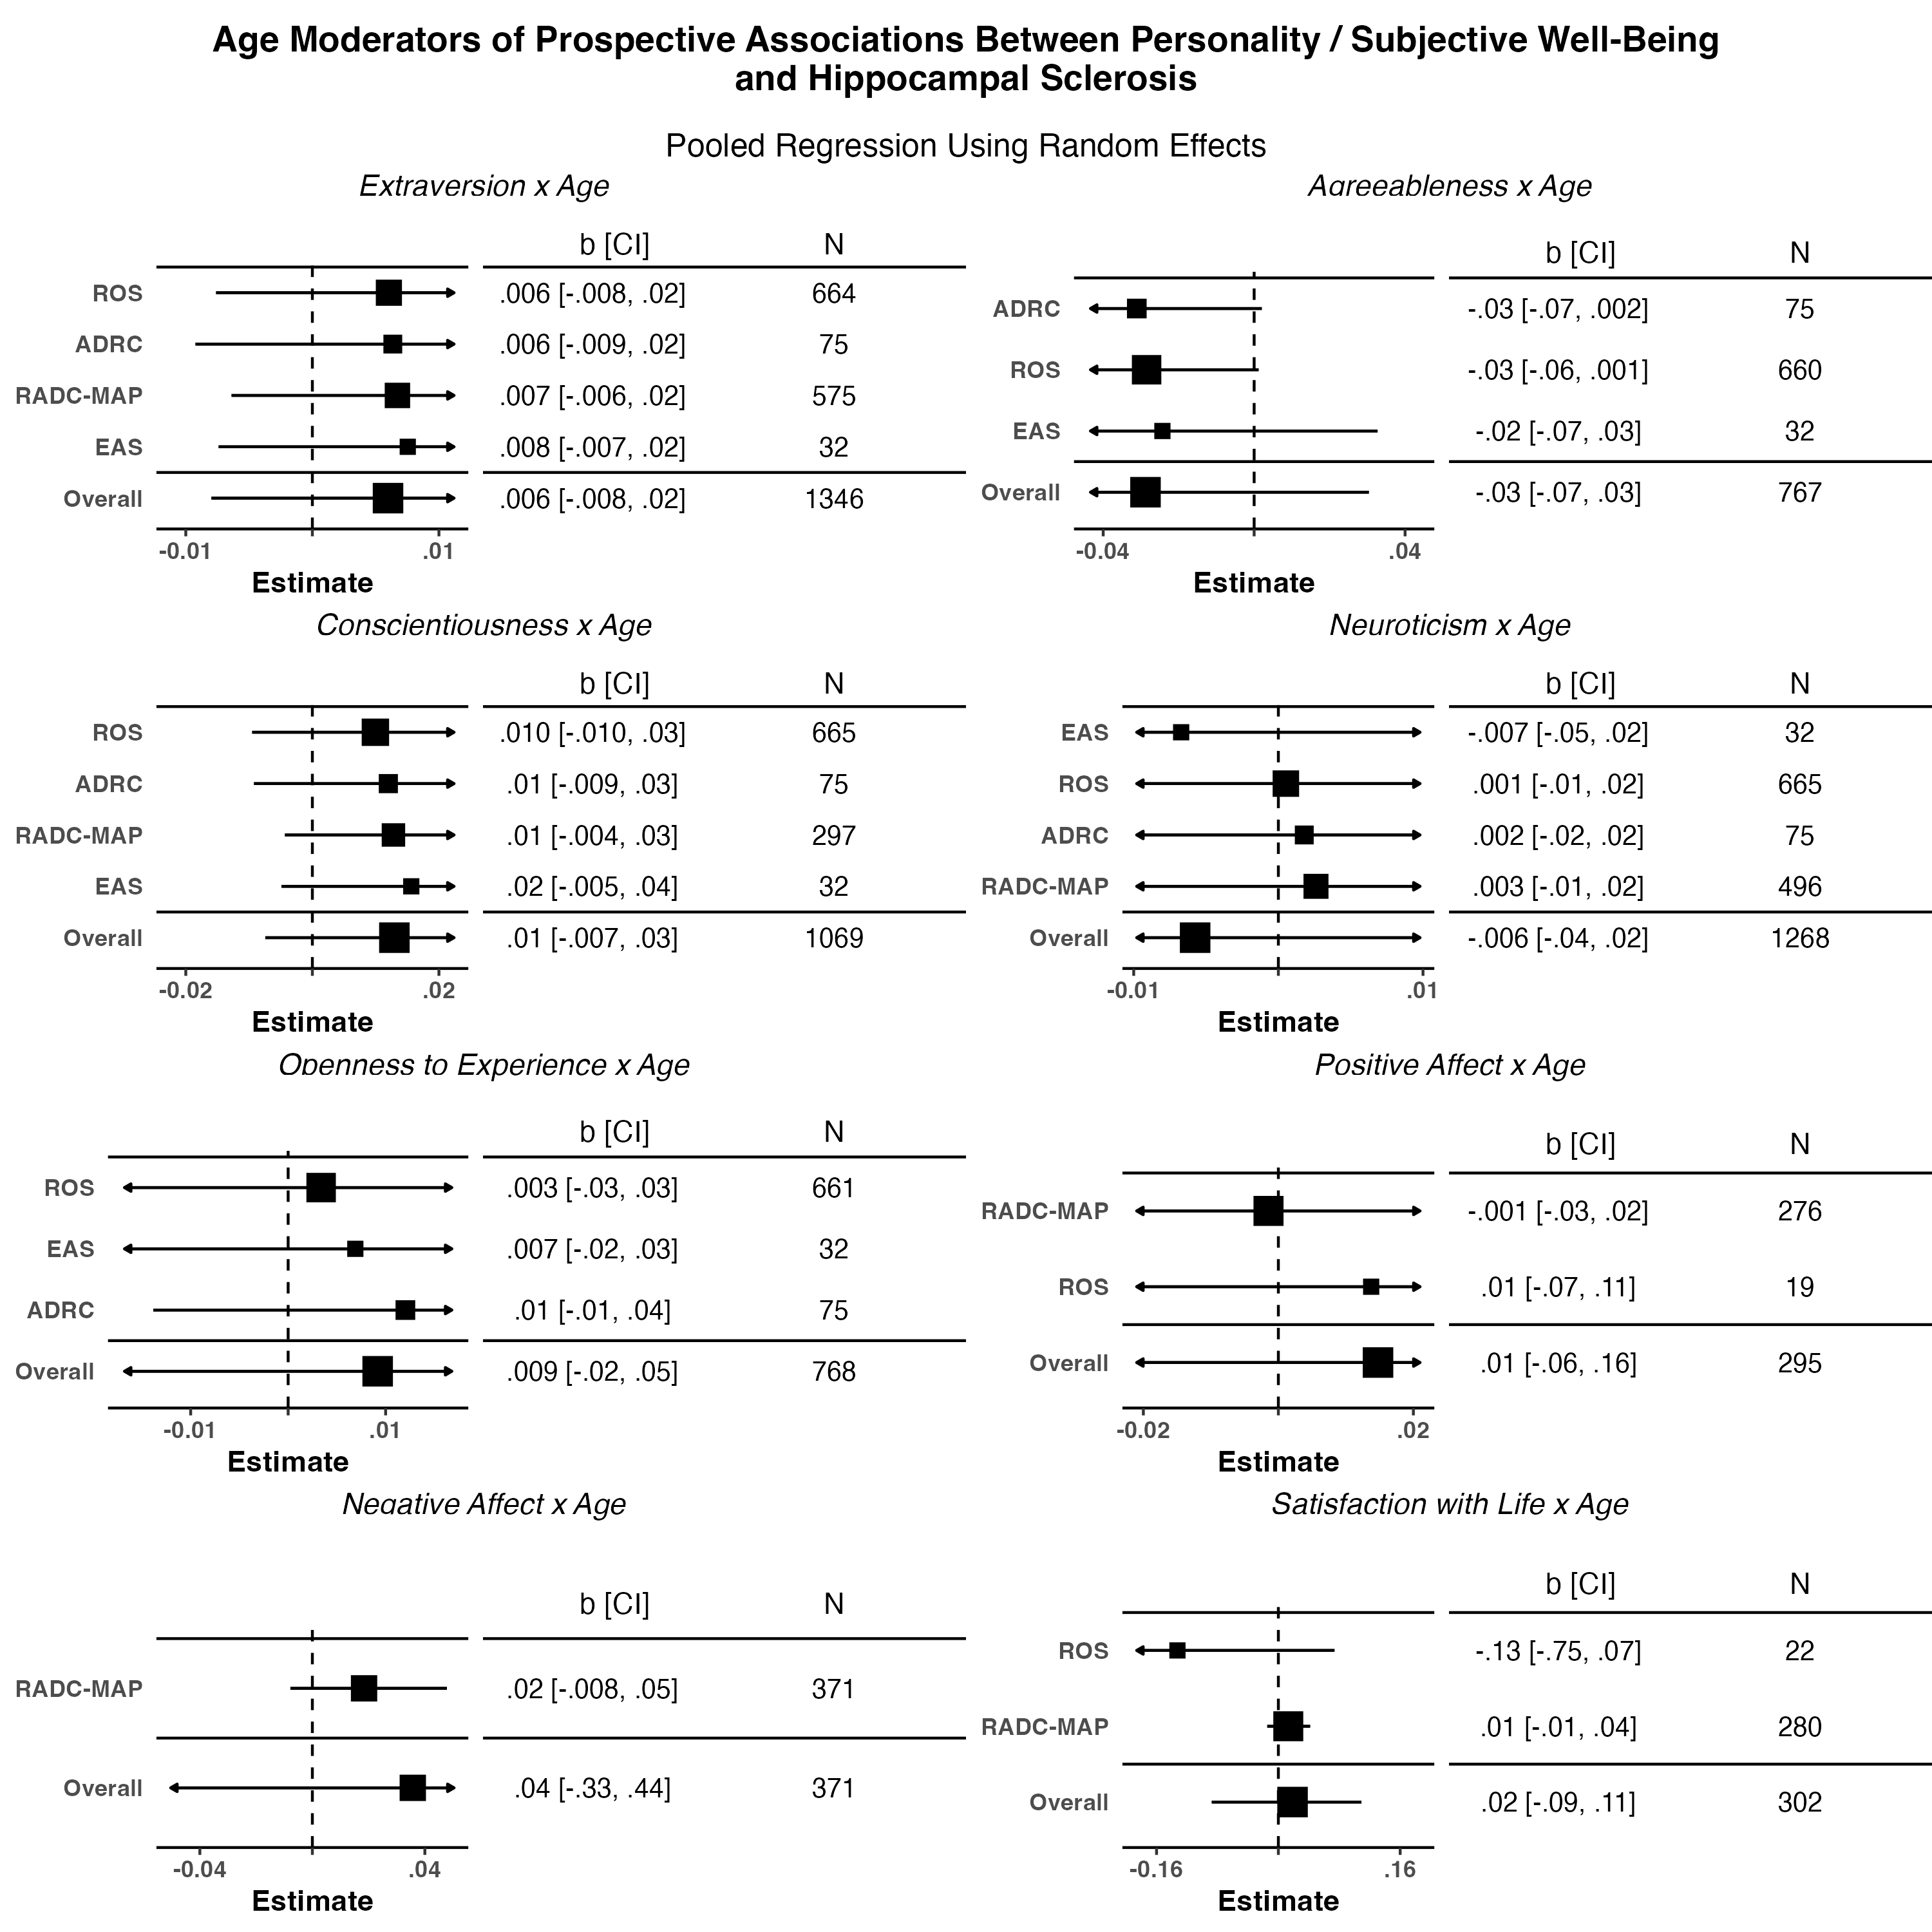 Age Moderators of Prospective Associations Between Personality / Subjective Well-Being
and Hippocampal Sclerosis
Pooled Regression Using Random Effects
Extraversion x Age
b [CI] N
ROS .006 [-.008, .02] 664
ADRC .006 [-.009, .02] 75
RADC-MAP .007 [-.006, .02] 575
EAS .008 [-.007, .02] 32
Overall .006 [-.008, .02] 1346
-0.01 .01
Estimate
Agreeableness x Age
b [CI] N
ADRC -.03 [-.07, .002] 75
ROS -.03 [-.06, .001] 660
EAS -.02 [-.07, .03] 32
Overall -.03 [-.07, .03] 767
-0.04 .04
Estimate
Conscientiousness x Age
b [CI] N
ROS .010 [-.010, .03] 665
ADRC .01 [-.009, .03] 75
RADC-MAP .01 [-.004, .03] 297
EAS .02 [-.005, .04] 32
Overall .01 [-.007, .03] 1069
-0.02 .02
Estimate
Neuroticism x Age
b [CI] N
EAS -.007 [-.05, .02] 32
ROS .001 [-.01, .02] 665
ADRC .002 [-.02, .02] 75
RADC-MAP .003 [-.01, .02] 496
Overall -.006 [-.04, .02] 1268
-0.01 .01
Estimate
Openness to Experience x Age
b [CI] N
ROS .003 [-.03, .03] 661
EAS .007 [-.02, .03] 32
ADRC .01 [-.01, .04] 75
Overall .009 [-.02, .05] 768
-0.01 .01
Estimate
Positive Affect x Age
b [CI] N
RADC-MAP -.001 [-.03, .02] 276
ROS .01 [-.07, .11] 19
Overall .01 [-.06, .16] 295
-0.02 .02
Estimate
Negative Affect x Age
b [CI] N
RADC-MAP .02 [-.008, .05] 371
Overall .04 [-.33, .44] 371
-0.04 .04
Estimate
Satisfaction with Life x Age
b [CI] N
ROS -.13 [-.75, .07] 22
RADC-MAP .01 [-.01, .04] 280
Overall .02 [-.09, .11] 302
-0.16 .16
Estimate